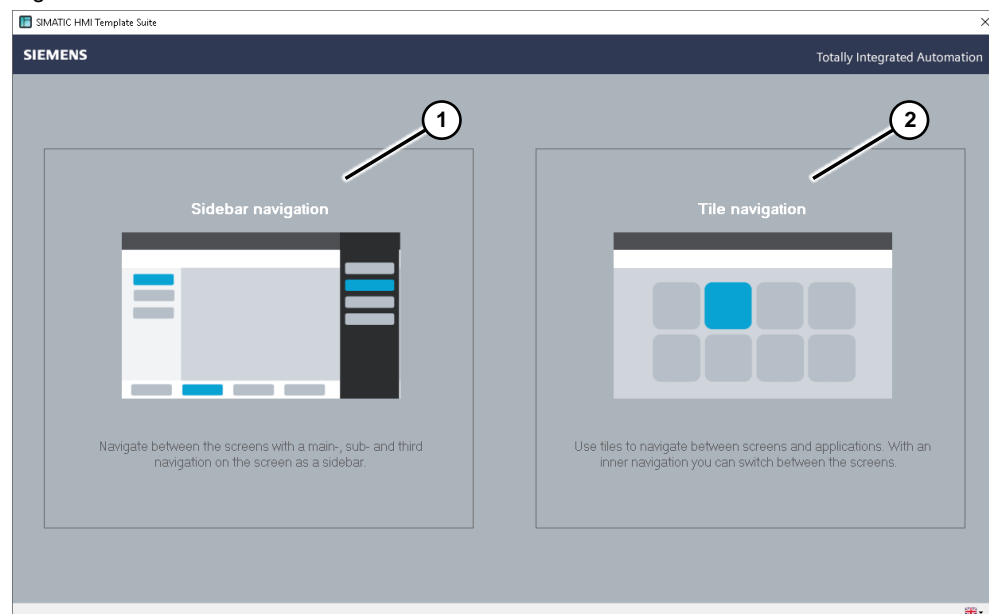 SIMATIC HMI Template Suite
SIEMENS
Totally Integrated Automation
1
2
Sidebar navigation
Navigate between the screens with a main-, sub- and third
navigation on the screen as a sidebar.
Tile navigation
Use tiles to navigate between screens and applications. With an
inner navigation you can switch between the screens.